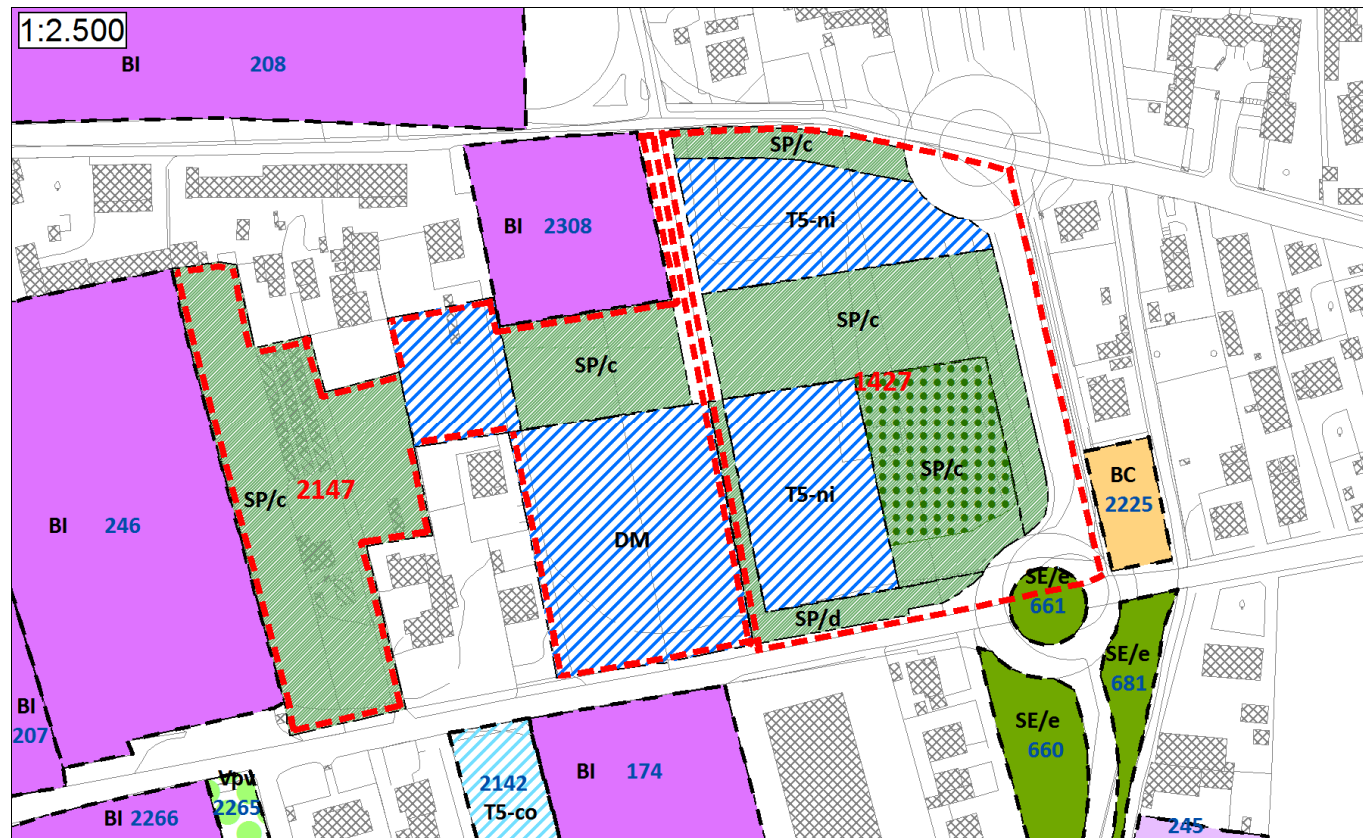 1:2.500
BI 208
SP/c
BI 2308
T5-ni
SP/c
SP/c
1427
BC
2225
SP/c
SP/c
2147
T5-ni
BI 246
DM
SE/e
661
SP/d
SE/e
681
BI
207
SE/e
660
Vpv
2265
2142
T5-co
BI 174
BI 2266
245